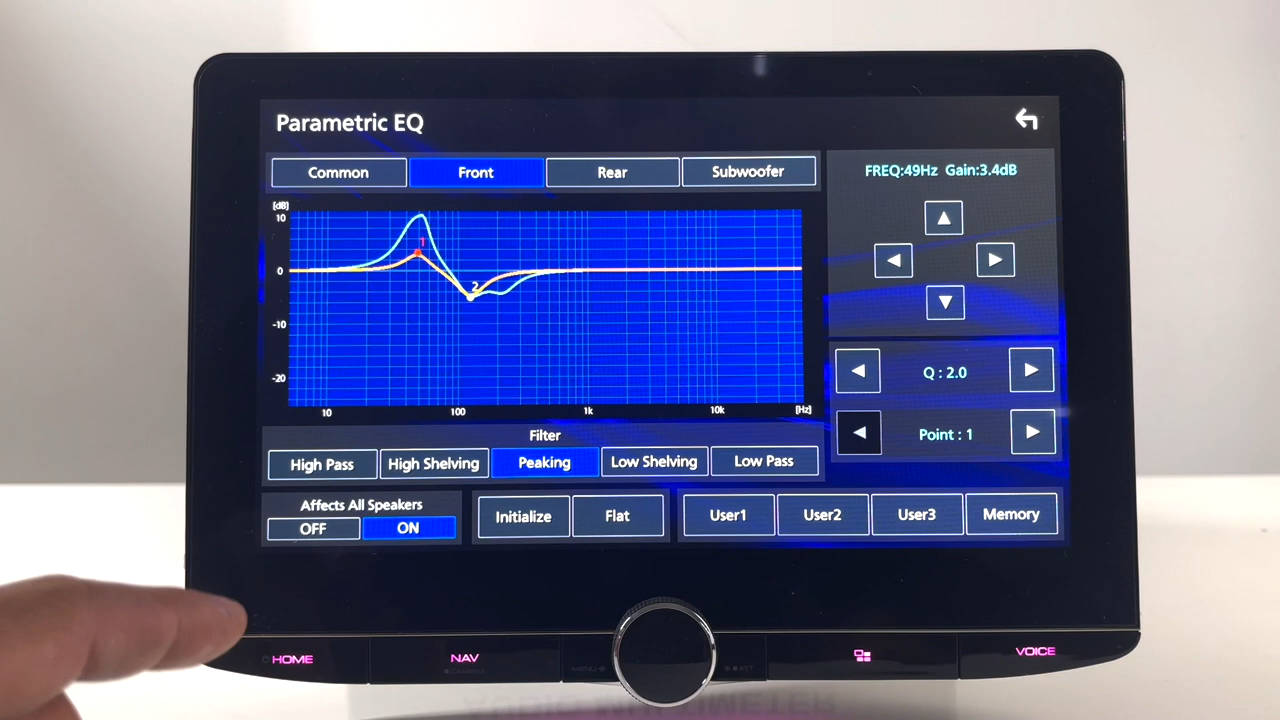 Parametric EQ
Common Front Rear Subwoofer
FREQ:49Hz Gain:3.4dB
[dB]
10
0
-10
-20
1
2
10 100 1k 10k [Hz]
Q : 2.0
Point : 1
Filter
High Pass High Shelving Peaking Low Shelving Low Pass
Affects All Speakers
OFF ON
Initialize Flat
User1 User2 User3 Memory
HOME NAV MENU ATT VOICE